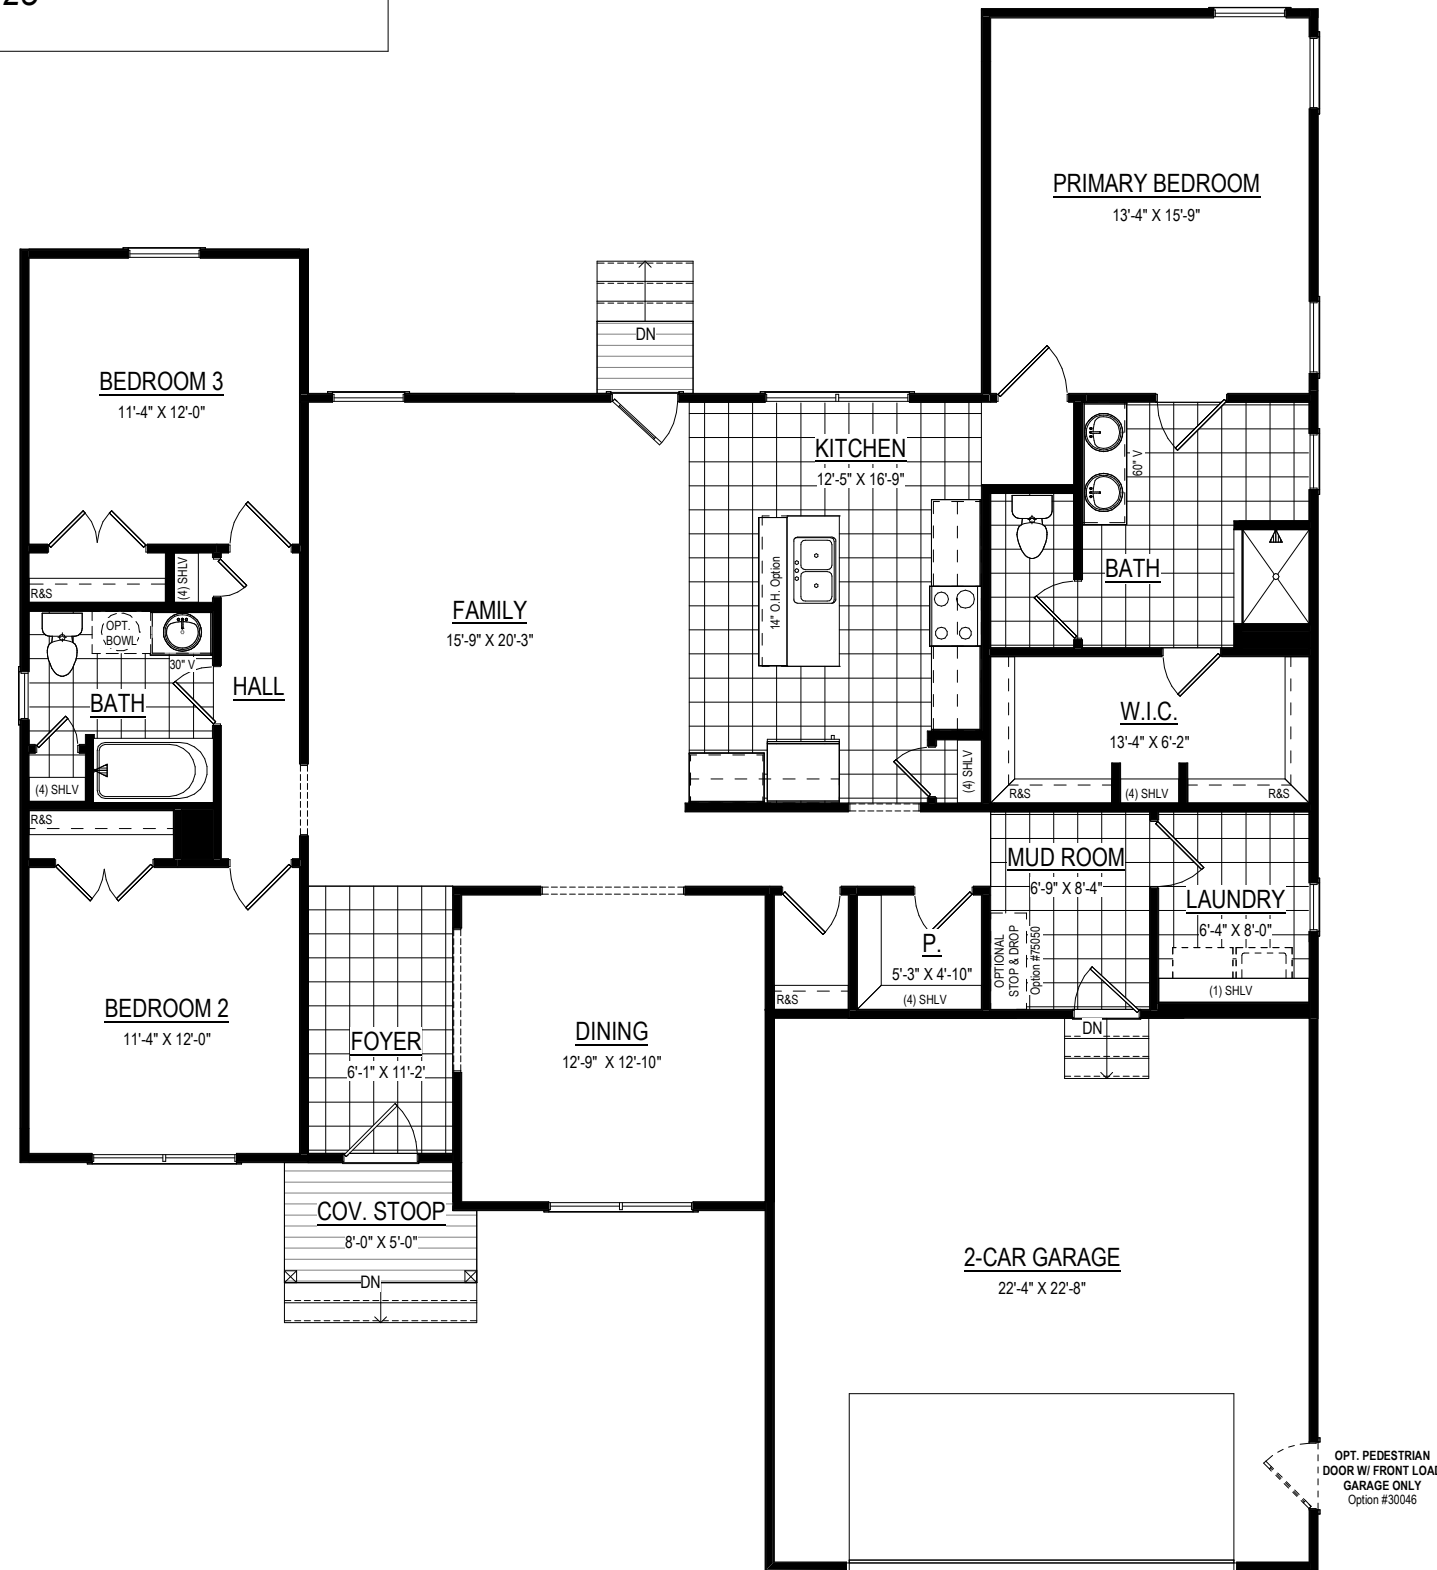 PRIMARY BEDROOM
13'-4" X 15'-9"
DN
BEDROOM 3
11'-4" X 12'-0"
KITCHEN
12'-5" X 16'-9"
60" V
14" O.H. Option
R&S
(4) SHLV
BATH
FAMILY
15'-9" X 20'-3"
OPT.
BOWL
30" V
HALL
BATH
(4) SHLV
W.I.C.
13'-4" X 6'-2"
(4) SHLV
R&S
(4) SHLV
R&S
R&S
MUD ROOM
6'-9" X 8'-4"
LAUNDRY
6'-4" X 8'-0"
(1) SHLV
OPTIONAL
STOP & DROP
Option #75050
P.
5'-3" X 4'-10"
(4) SHLV
R&S
BEDROOM 2
11'-4" X 12'-0"
FOYER
6'-1" X 11'-2'
DINING
12'-9" X 12'-10"
DN
COV. STOOP
8'-0" X 5'-0"
DN
2-CAR GARAGE
22'-4" X 22'-8"
OPT. PEDESTRIAN
DOOR W/ FRONT LOAD
GARAGE ONLY
Option #30046